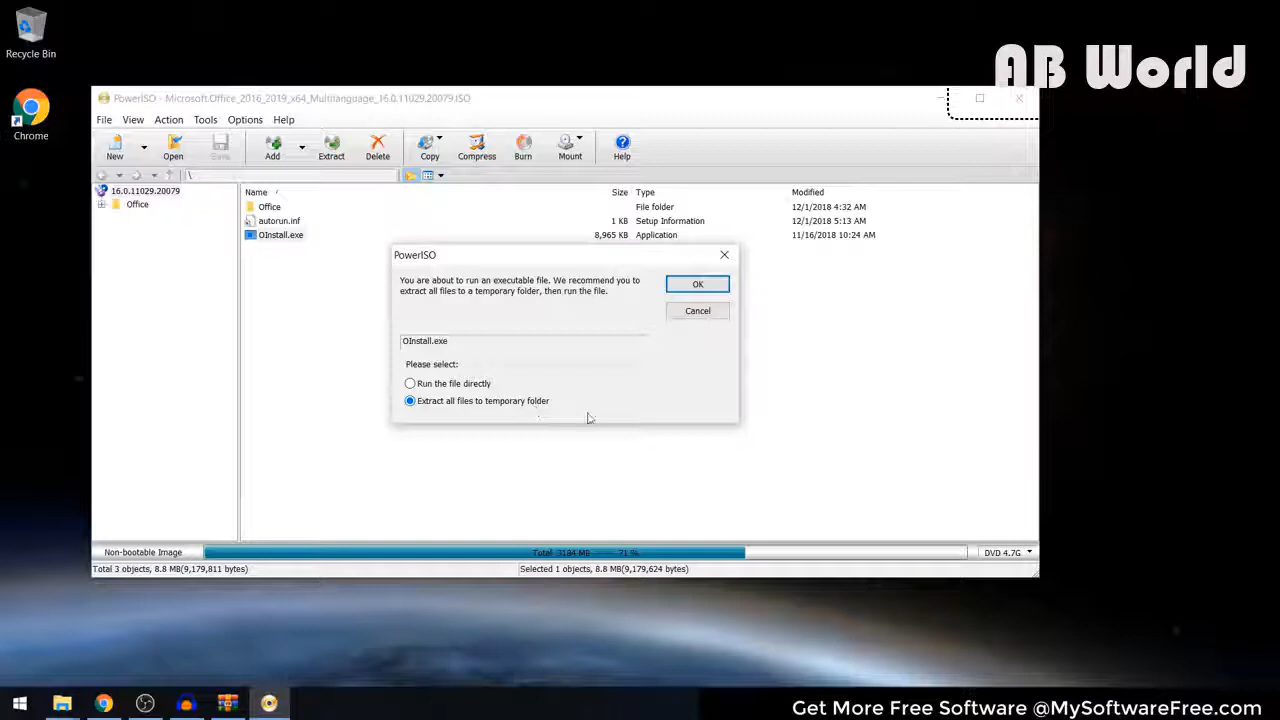 Recycle Bin
Chrome
AB World
PowerISO - Microsoft.Office_2016_2019_x64_Multilanguage_16.0.11029.20079.ISO
File View Action Tools Options Help
New Open Save Add Extract Delete Copy Compress Burn Mount Help
\
16.0.11029.20079
Office
Name Size Type Modified
Office File folder 12/1/2018 4:32 AM
autorun.inf 1 KB Setup Information 12/1/2018 5:13 AM
OInstall.exe 8,965 KB Application 11/16/2018 10:24 AM
PowerISO
You are about to run an executable file. We recommend you to
extract all files to a temporary folder, then run the file.
OK
Cancel
OInstall.exe
Please select:
Run the file directly
Extract all files to temporary folder
Non-bootable Image Total 3184 MB ---- 71 % DVD 4.7G
Total 3 objects, 8.8 MB(9,179,811 bytes) Selected 1 objects, 8.8 MB(9,179,624 bytes)
Get More Free Software @MySoftwareFree.com